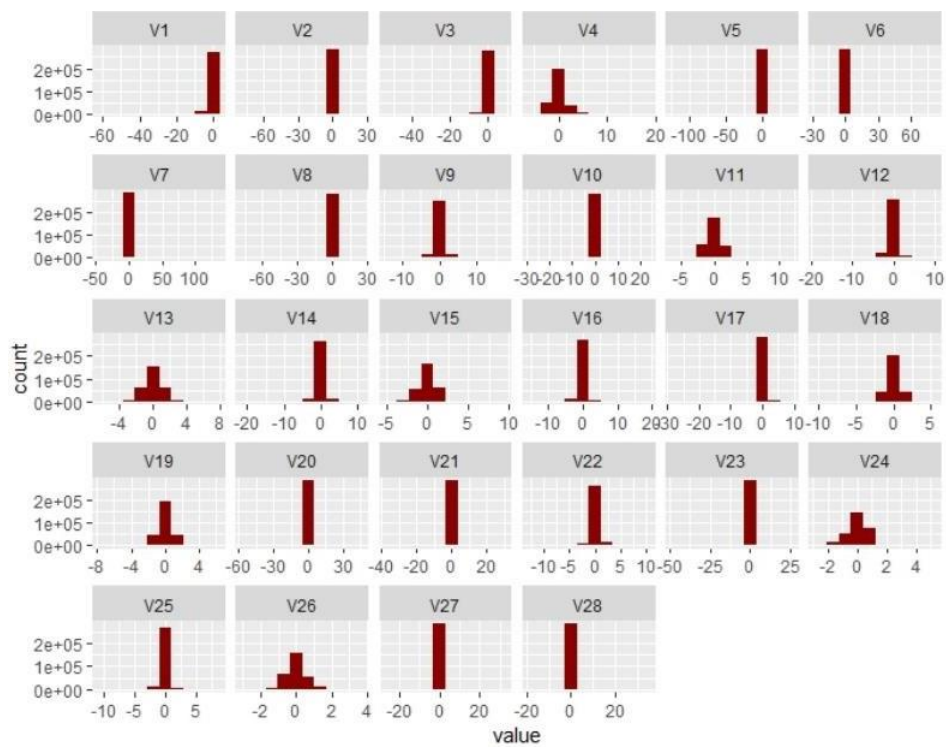 V1 V2 V3 V4 V5 V6
2e+05
1e+05
0e+00
-60 -40 -20 0 -60 -30 0 30 -40 -20 0 0 10 20 -100 -50 0 -30 0 30 60
V7 V8 V9 V10 V11 V12
2e+05
1e+05
0e+00
-50 0 50 100 -60 -30 0 30 -10 0 10 -30-20-10 0 10 20 -5 0 5 10 -20 -10 0 10
V13 V14 V15 V16 V17 V18
2e+05
1e+05
0e+00
-4 0 4 8 -20 -10 0 10 -5 0 5 10 -10 0 10 20 -30 -20 -10 0 10 -10 -5 0 5
V19 V20 V21 V22 V23 V24
2e+05
1e+05
0e+00
-8 -4 0 4 -60 -30 0 30 -40 -20 0 20 -10 -5 0 5 10 -50 -25 0 25 -2 0 2 4
V25 V26 V27 V28
2e+05
1e+05
0e+00
-10 -5 0 5 -2 0 2 4 -20 0 20 -20 0 20
count
value